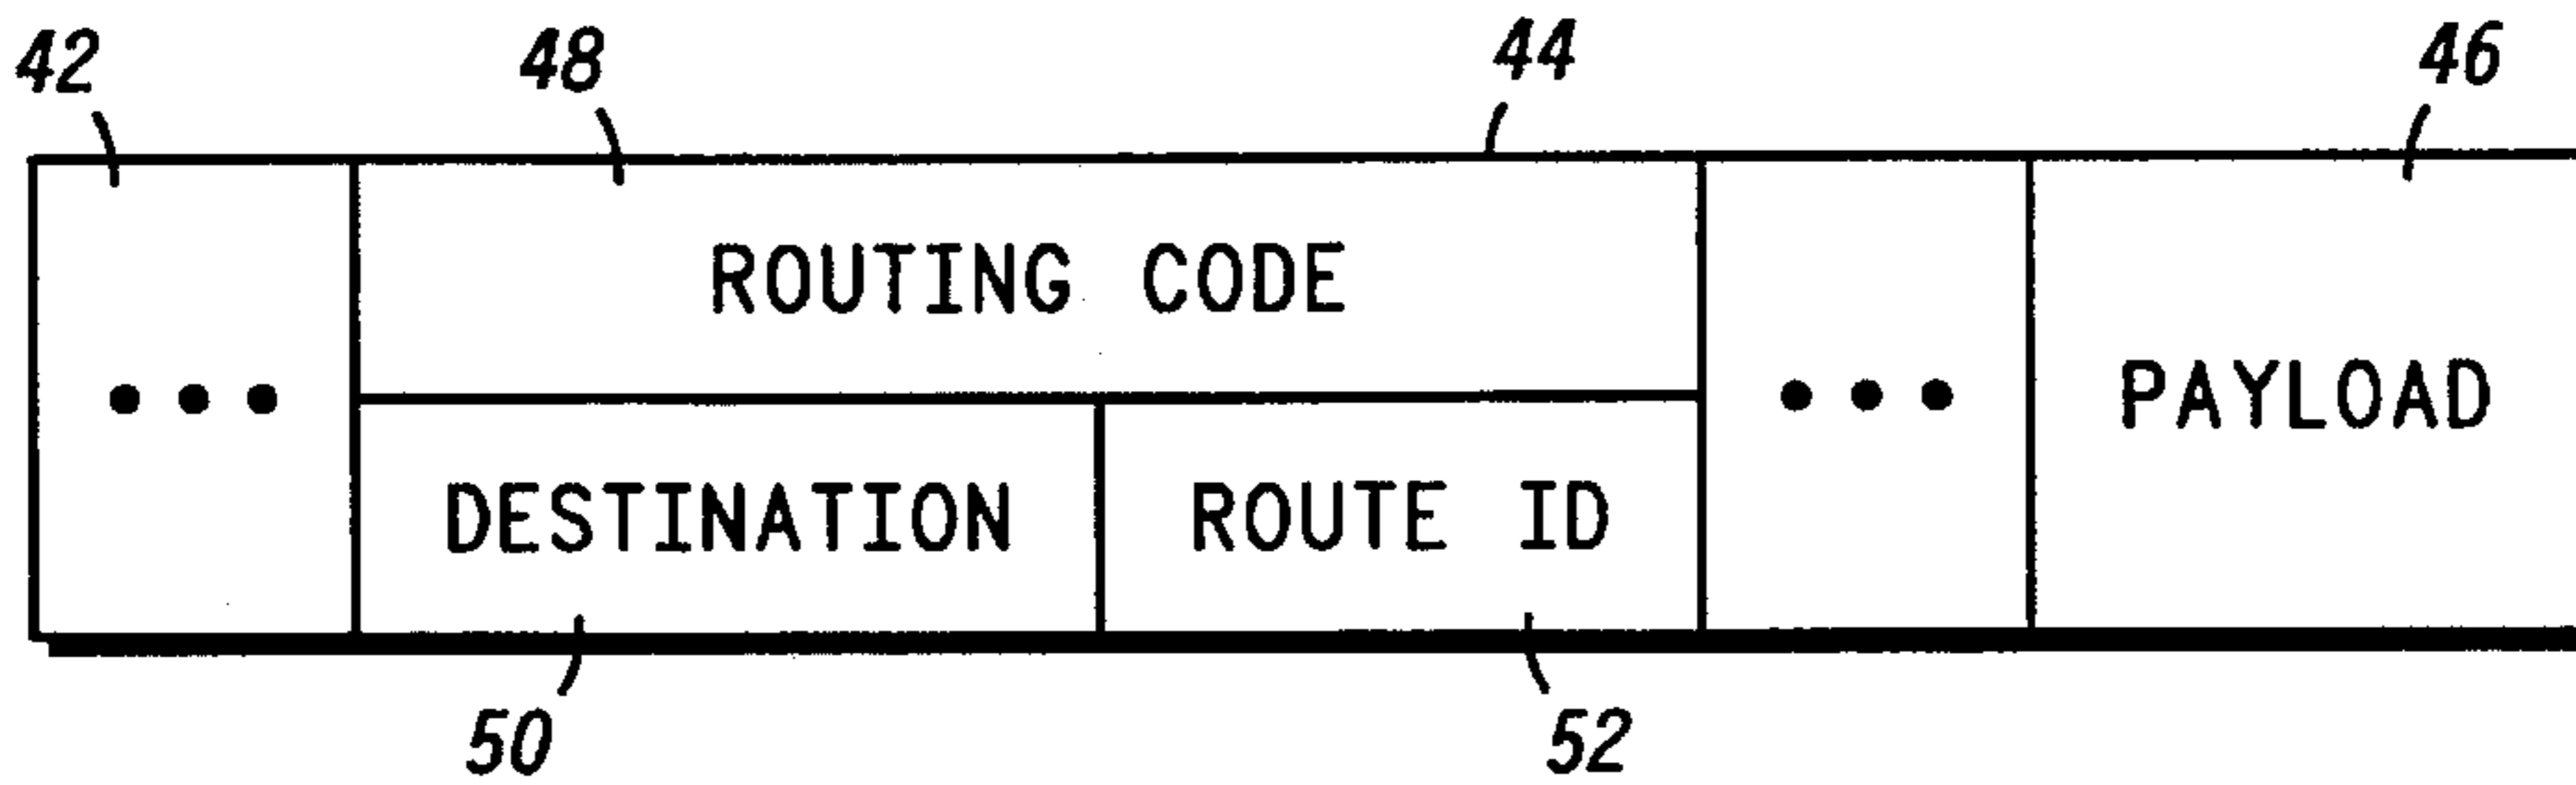 42 48 44 46
ROUTING CODE
••• ••• PAYLOAD
DESTINATION ROUTE ID
50 52